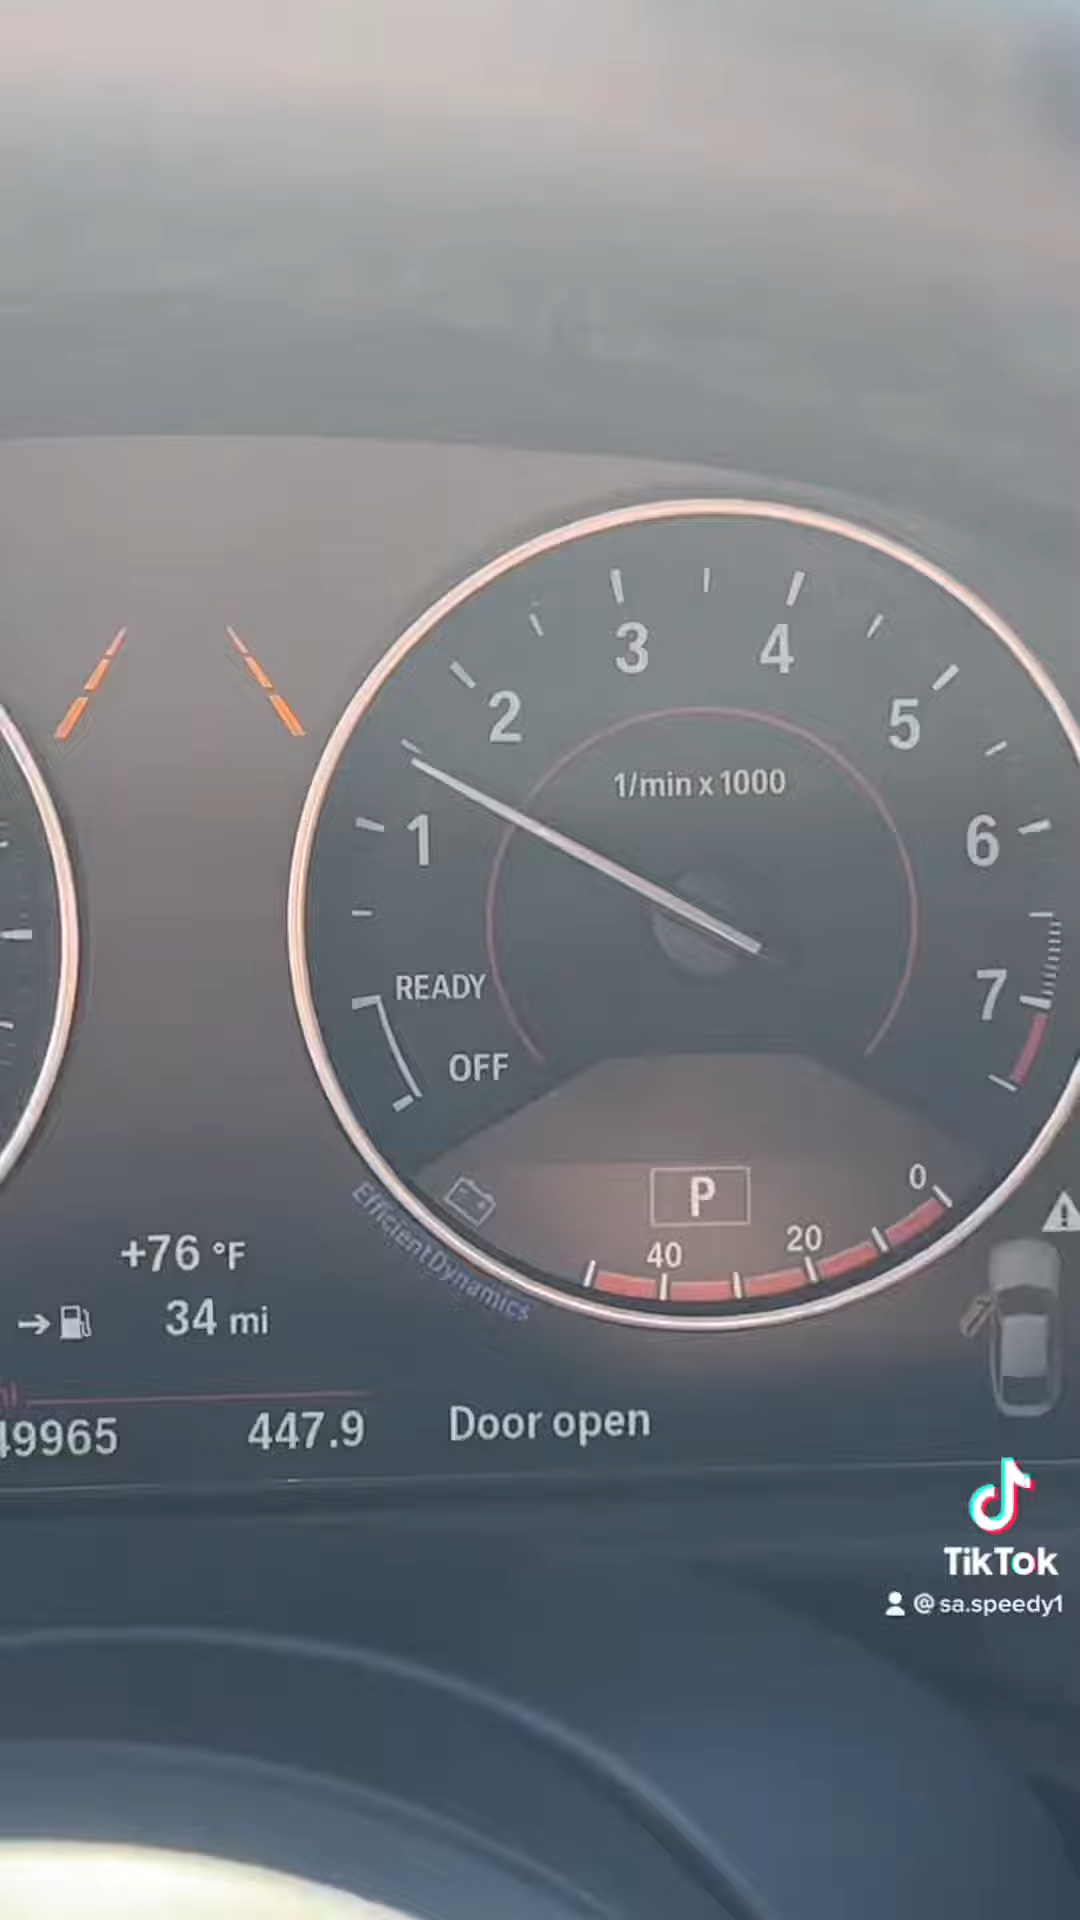 3 4
2 5
1/min x 1000
1 6
READY 7
OFF
P
0
20
40
EfficientDynamics
+76 °F
34 mi
49965 447.9 Door open
TikTok
@sa.speedy1